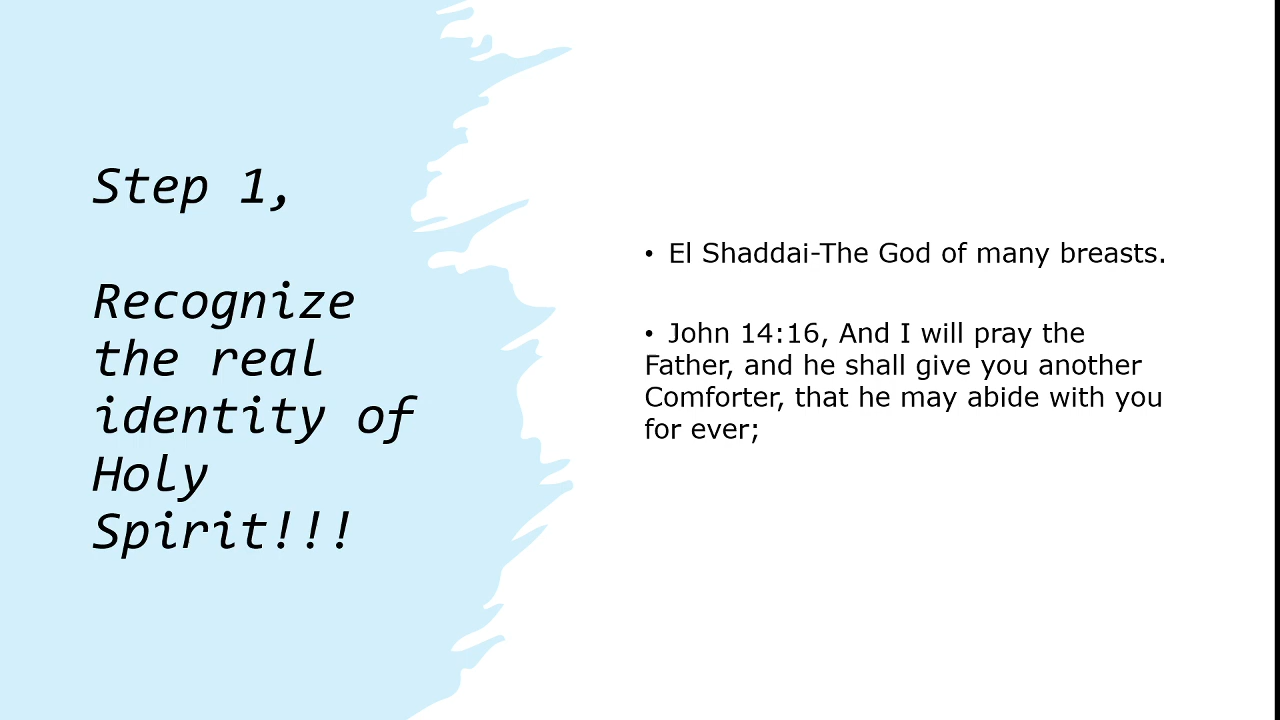 Step 1,
Recognize
the real
identity of
Holy
Spirit!!!
• El Shaddai-The God of many breasts.
• John 14:16, And I will pray the
Father, and he shall give you another
Comforter, that he may abide with you
for ever;